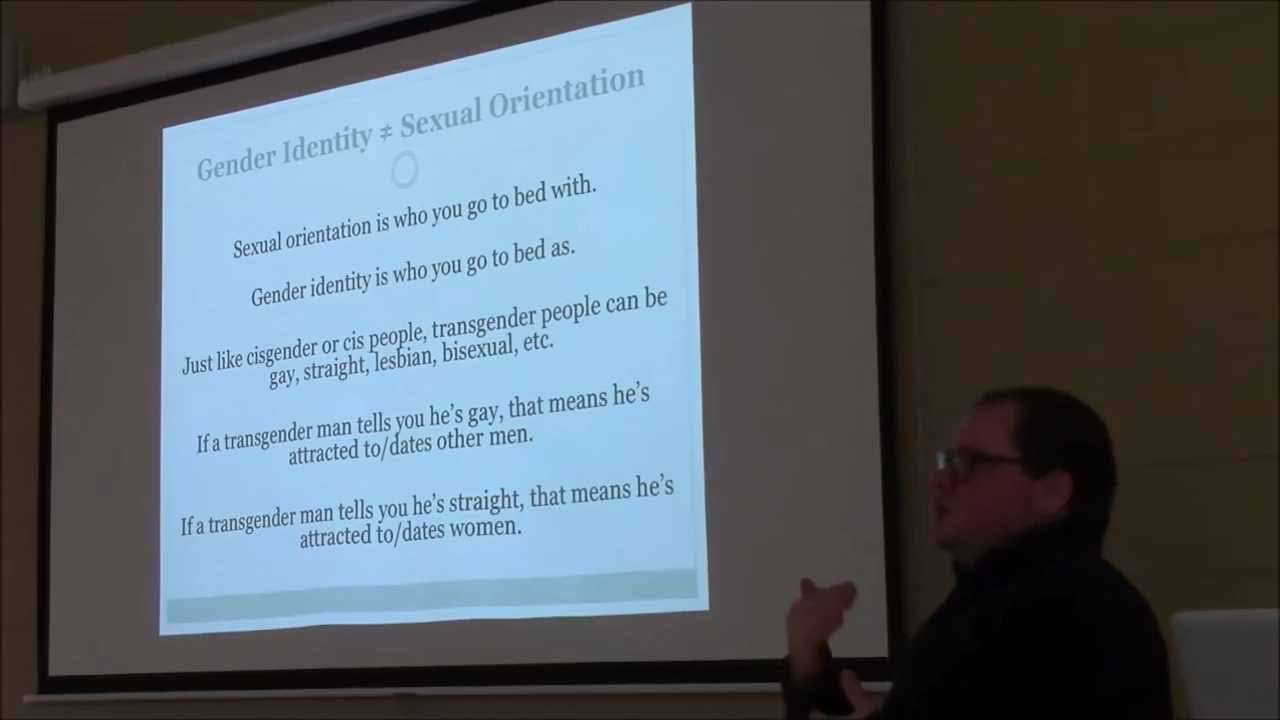 Gender Identity ≠ Sexual Orientation
Sexual orientation is who you go to bed with.
Gender identity is who you go to bed as.
Just like cisgender or cis people, transgender people can be
gay, straight, lesbian, bisexual, etc.
If a transgender man tells you he's gay, that means he's
attracted to/dates other men.
If a transgender man tells you he's straight, that means he's
attracted to/dates women.